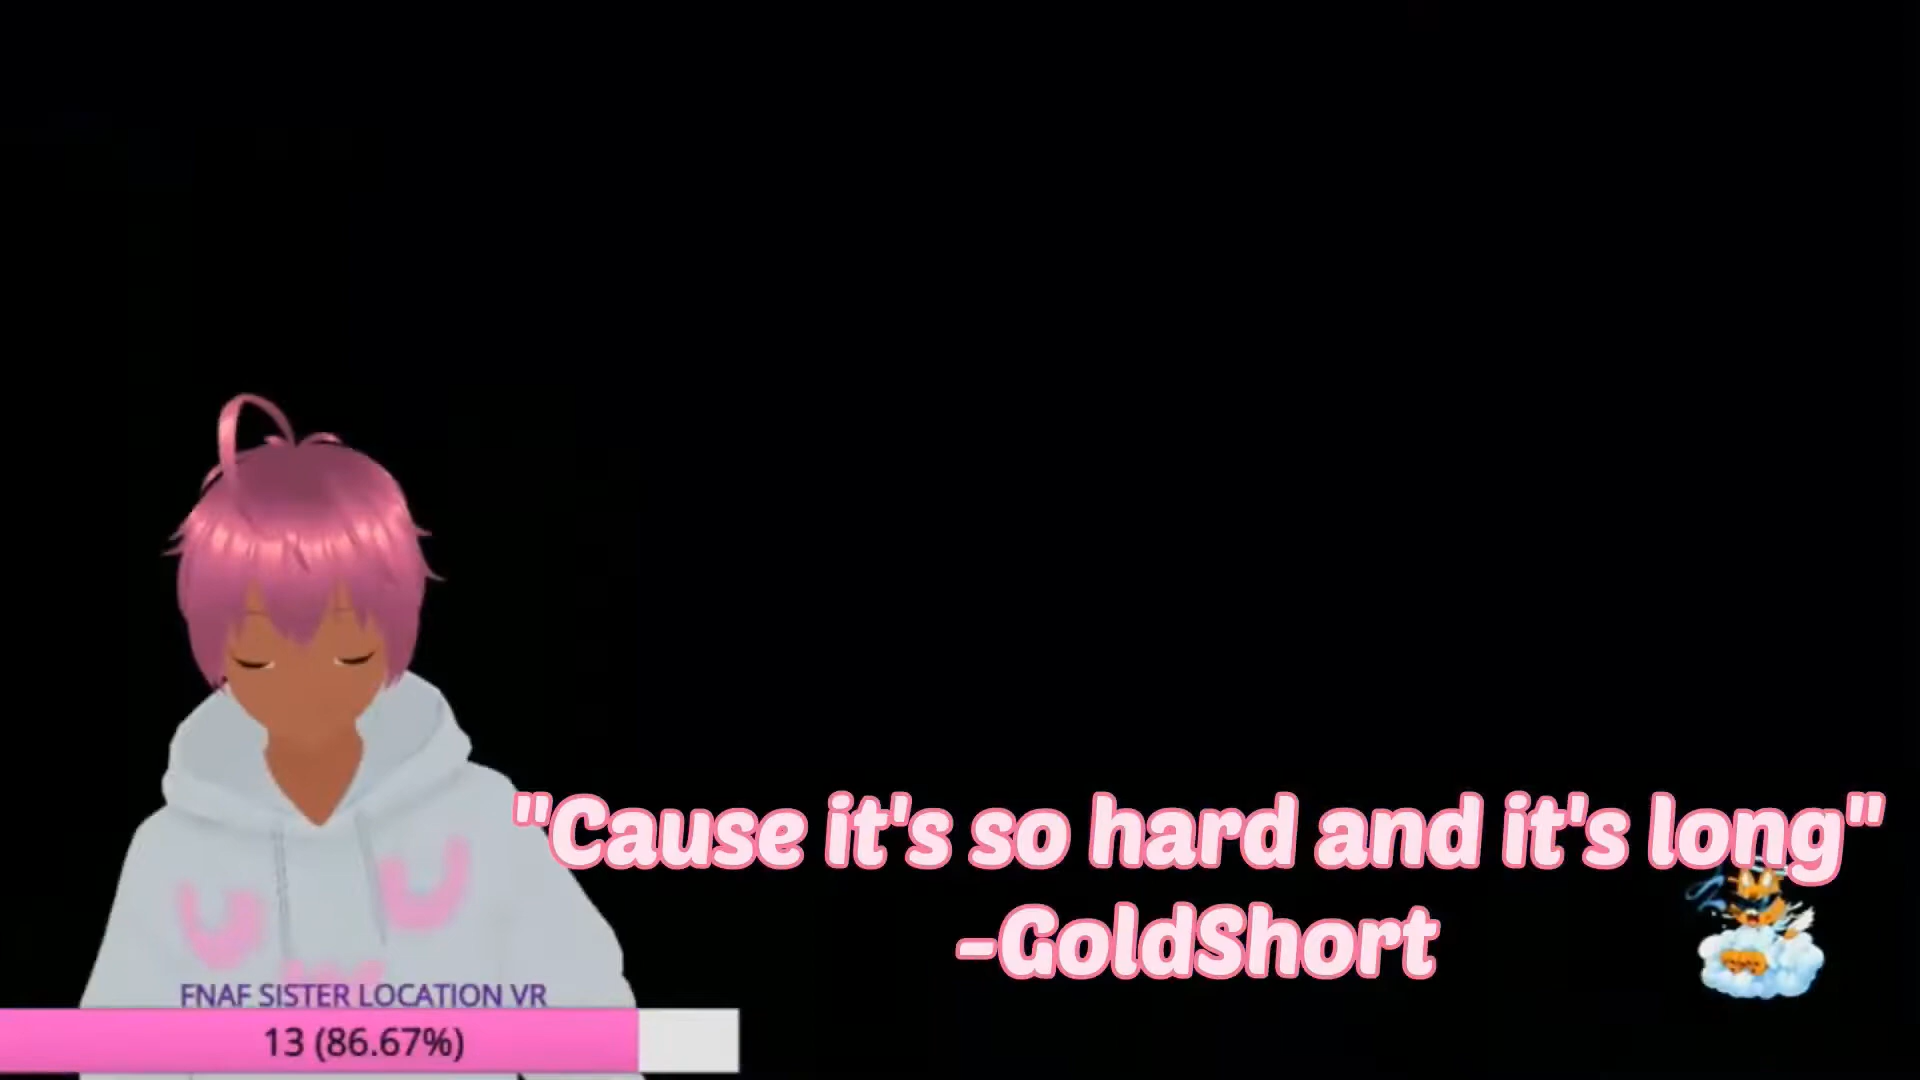 "Cause it's so hard and it's long"
-GoldShort
FNAF SISTER LOCATION VR
13 (86.67%)